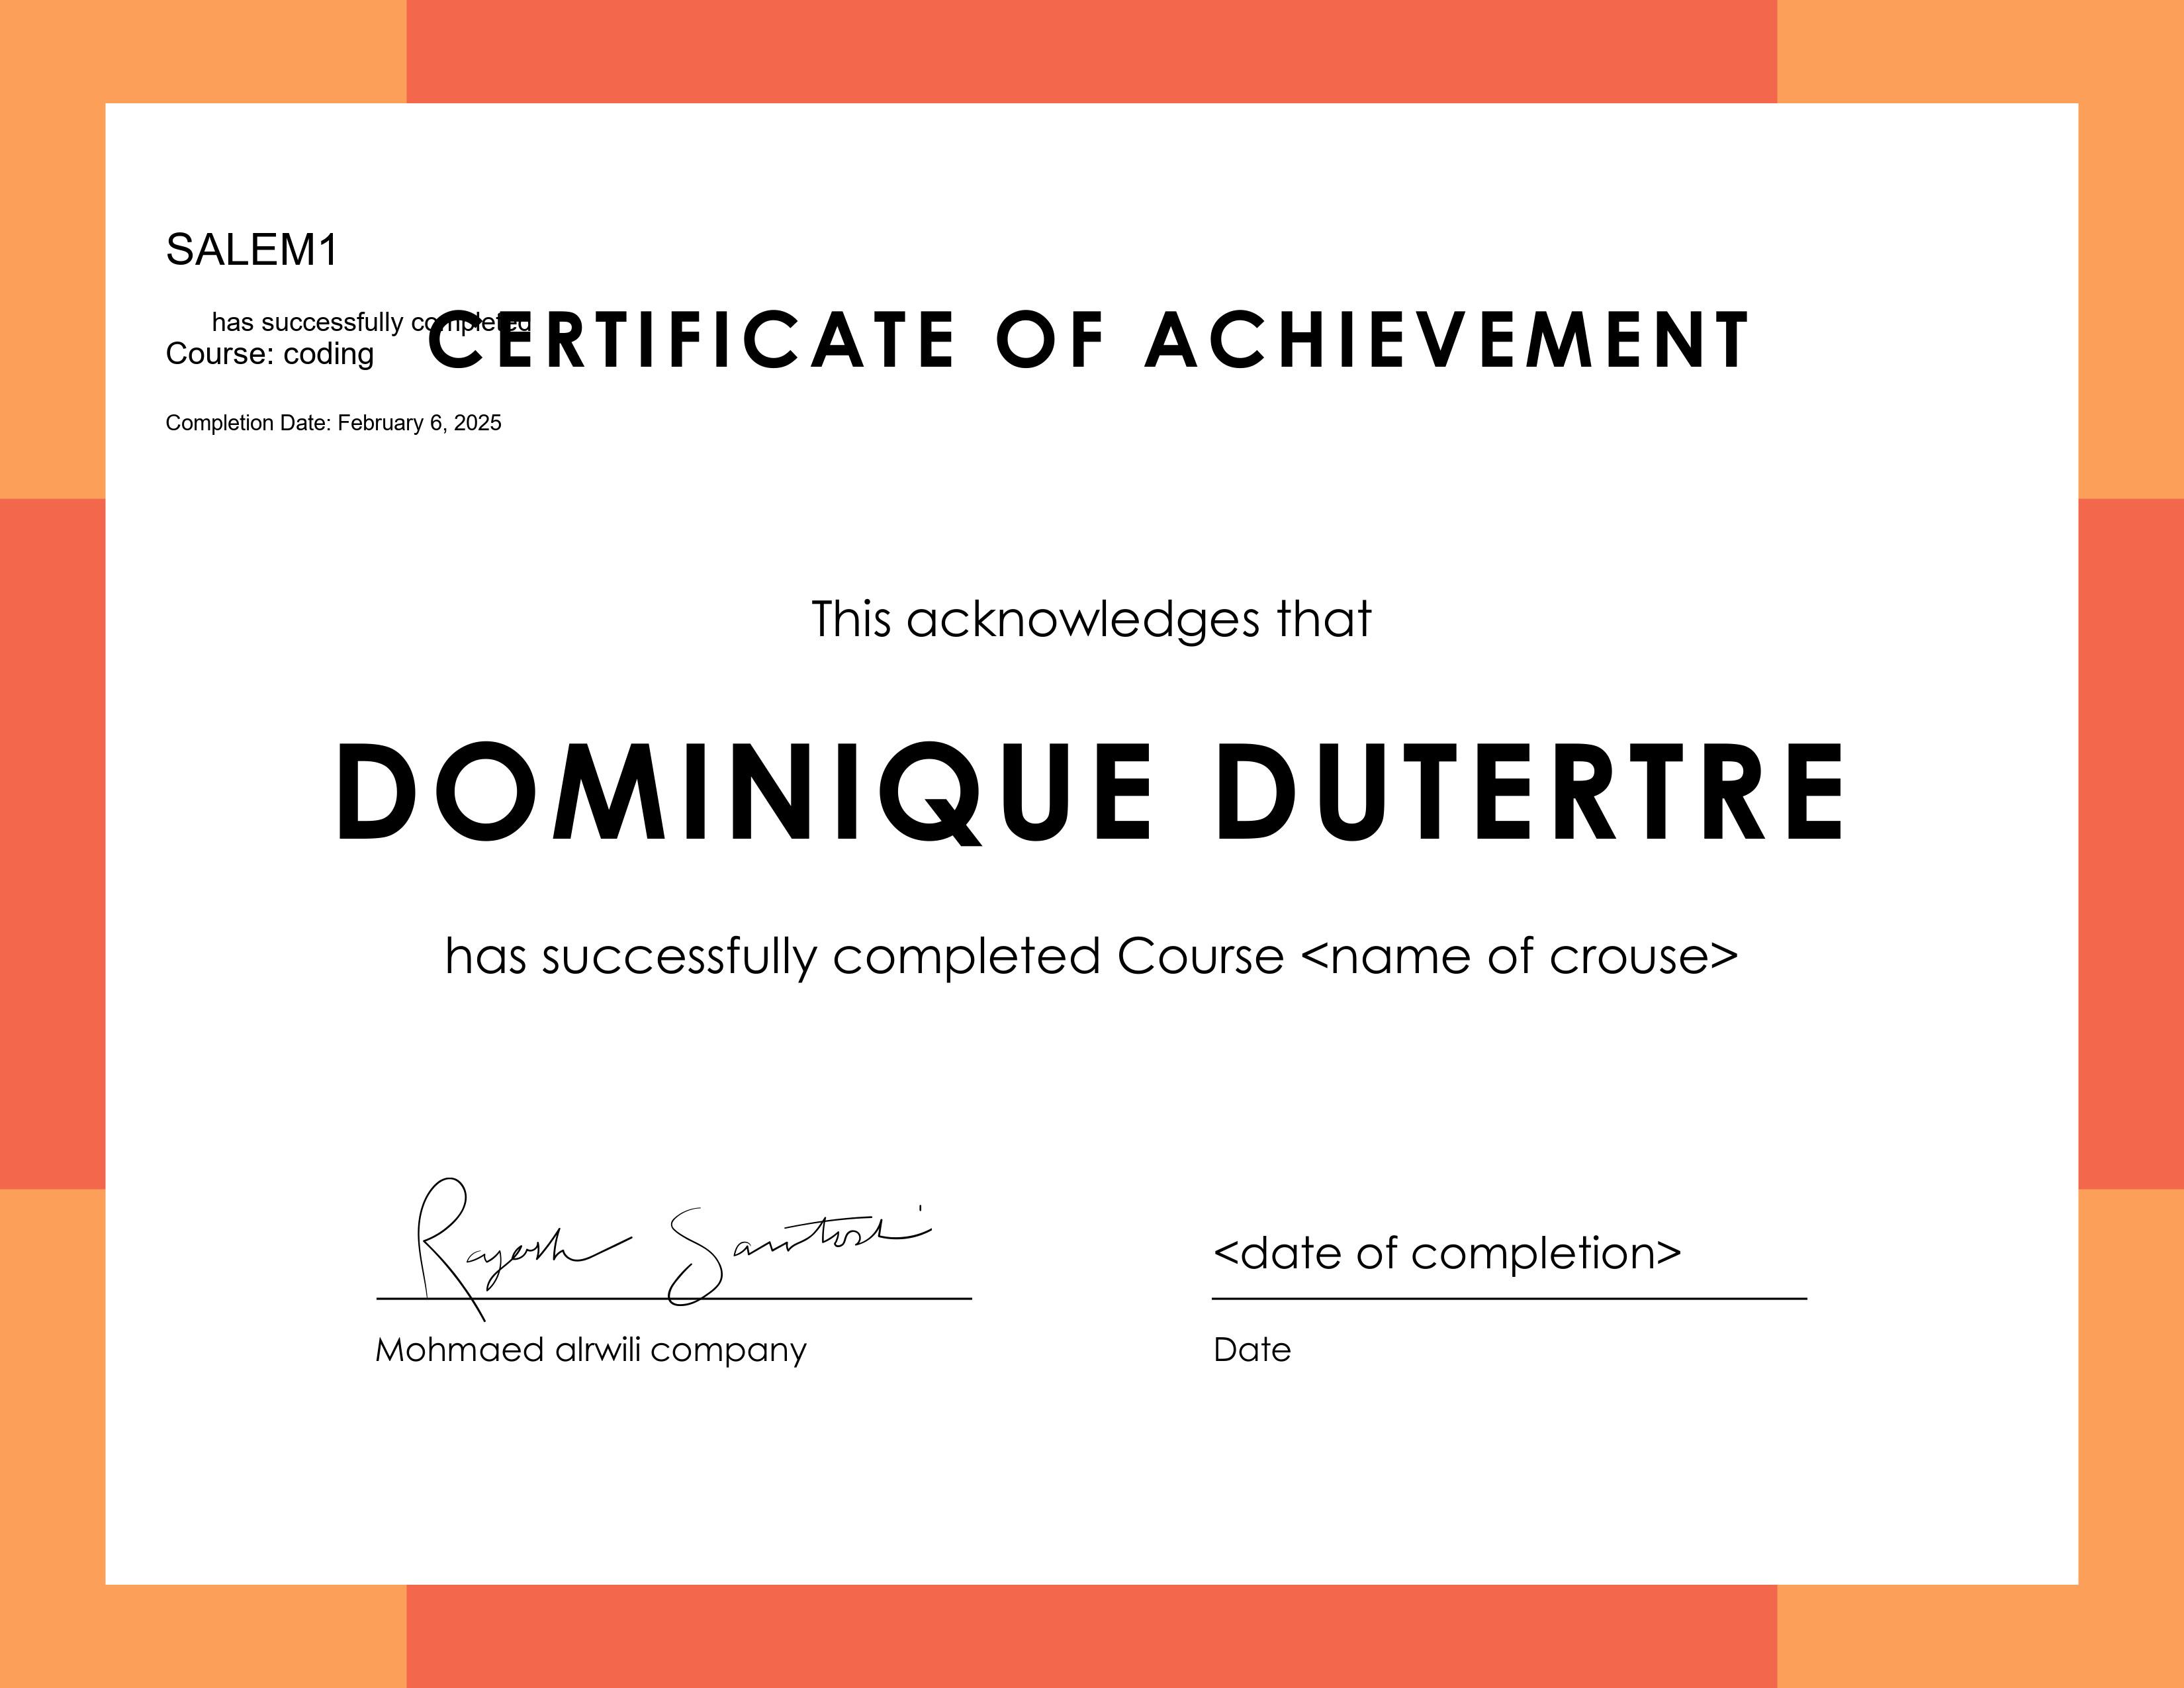 SALEM1
has successfully completed
CERTIFICATE OF ACHIEVEMENT
Course: coding
Completion Date: February 6, 2025
This acknowledges that
DOMINIQUE DUTERTRE
has successfully completed Course <name of crouse>
Rajesh Santoshi
<date of completion>
Mohmaed alrwili company
Date